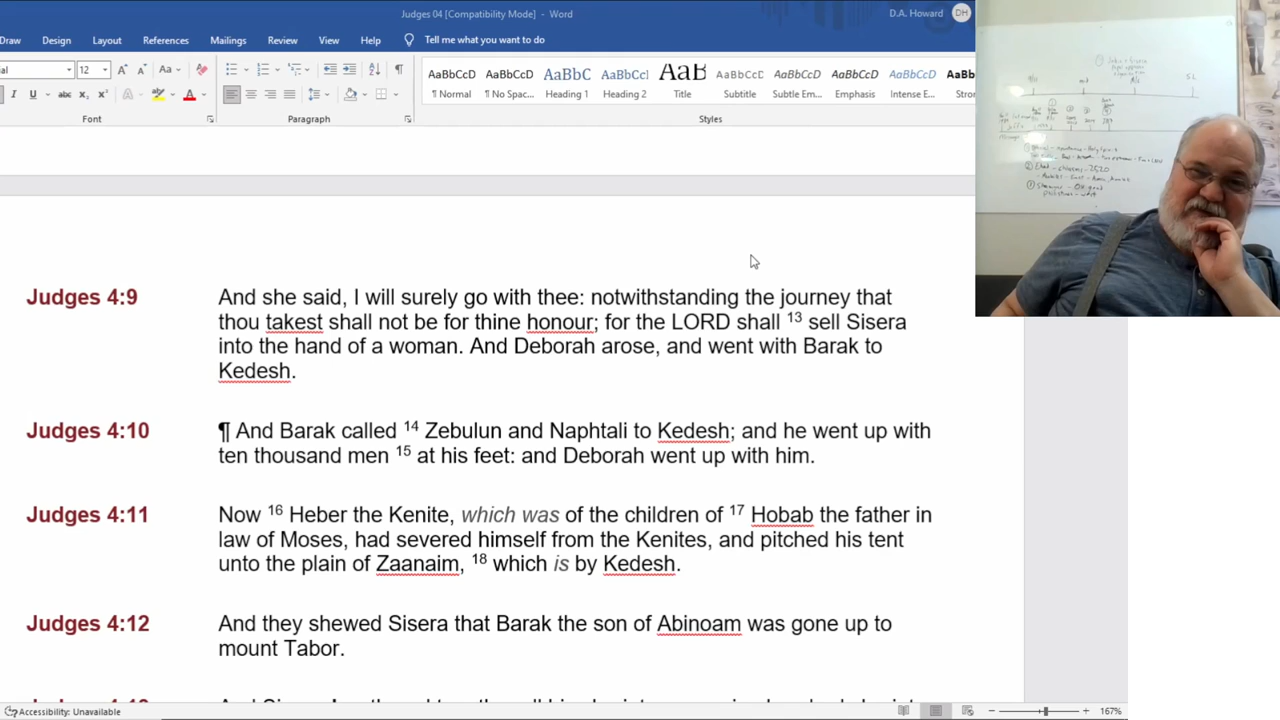 Judges 04 [Compatibility Mode] - Word
D.A. Howard DH
Draw Design Layout References Mailings Review View Help Tell me what you want to do
ial 12 A A Aa
I U abc x₂ x² A A
AaBbCcD AaBbCcD AaBbC AaBbCcI AaB AaBbCcD AaBbCcD AaBbCcD AaBbCcD AaBb
¶ Normal ¶ No Spac... Heading 1 Heading 2 Title Subtitle Subtle Em... Emphasis Intense E... Stron
Font Paragraph Styles
Judges 4:9 And she said, I will surely go with thee: notwithstanding the journey that
thou takest shall not be for thine honour; for the LORD shall 13 sell Sisera
into the hand of a woman. And Deborah arose, and went with Barak to
Kedesh.
Judges 4:10 ¶ And Barak called 14 Zebulun and Naphtali to Kedesh; and he went up with
ten thousand men 15 at his feet: and Deborah went up with him.
Judges 4:11 Now 16 Heber the Kenite, which was of the children of 17 Hobab the father in
law of Moses, had severed himself from the Kenites, and pitched his tent
unto the plain of Zaanaim, 18 which is by Kedesh.
Judges 4:12 And they shewed Sisera that Barak the son of Abinoam was gone up to
mount Tabor.
Accessibility: Unavailable 167%